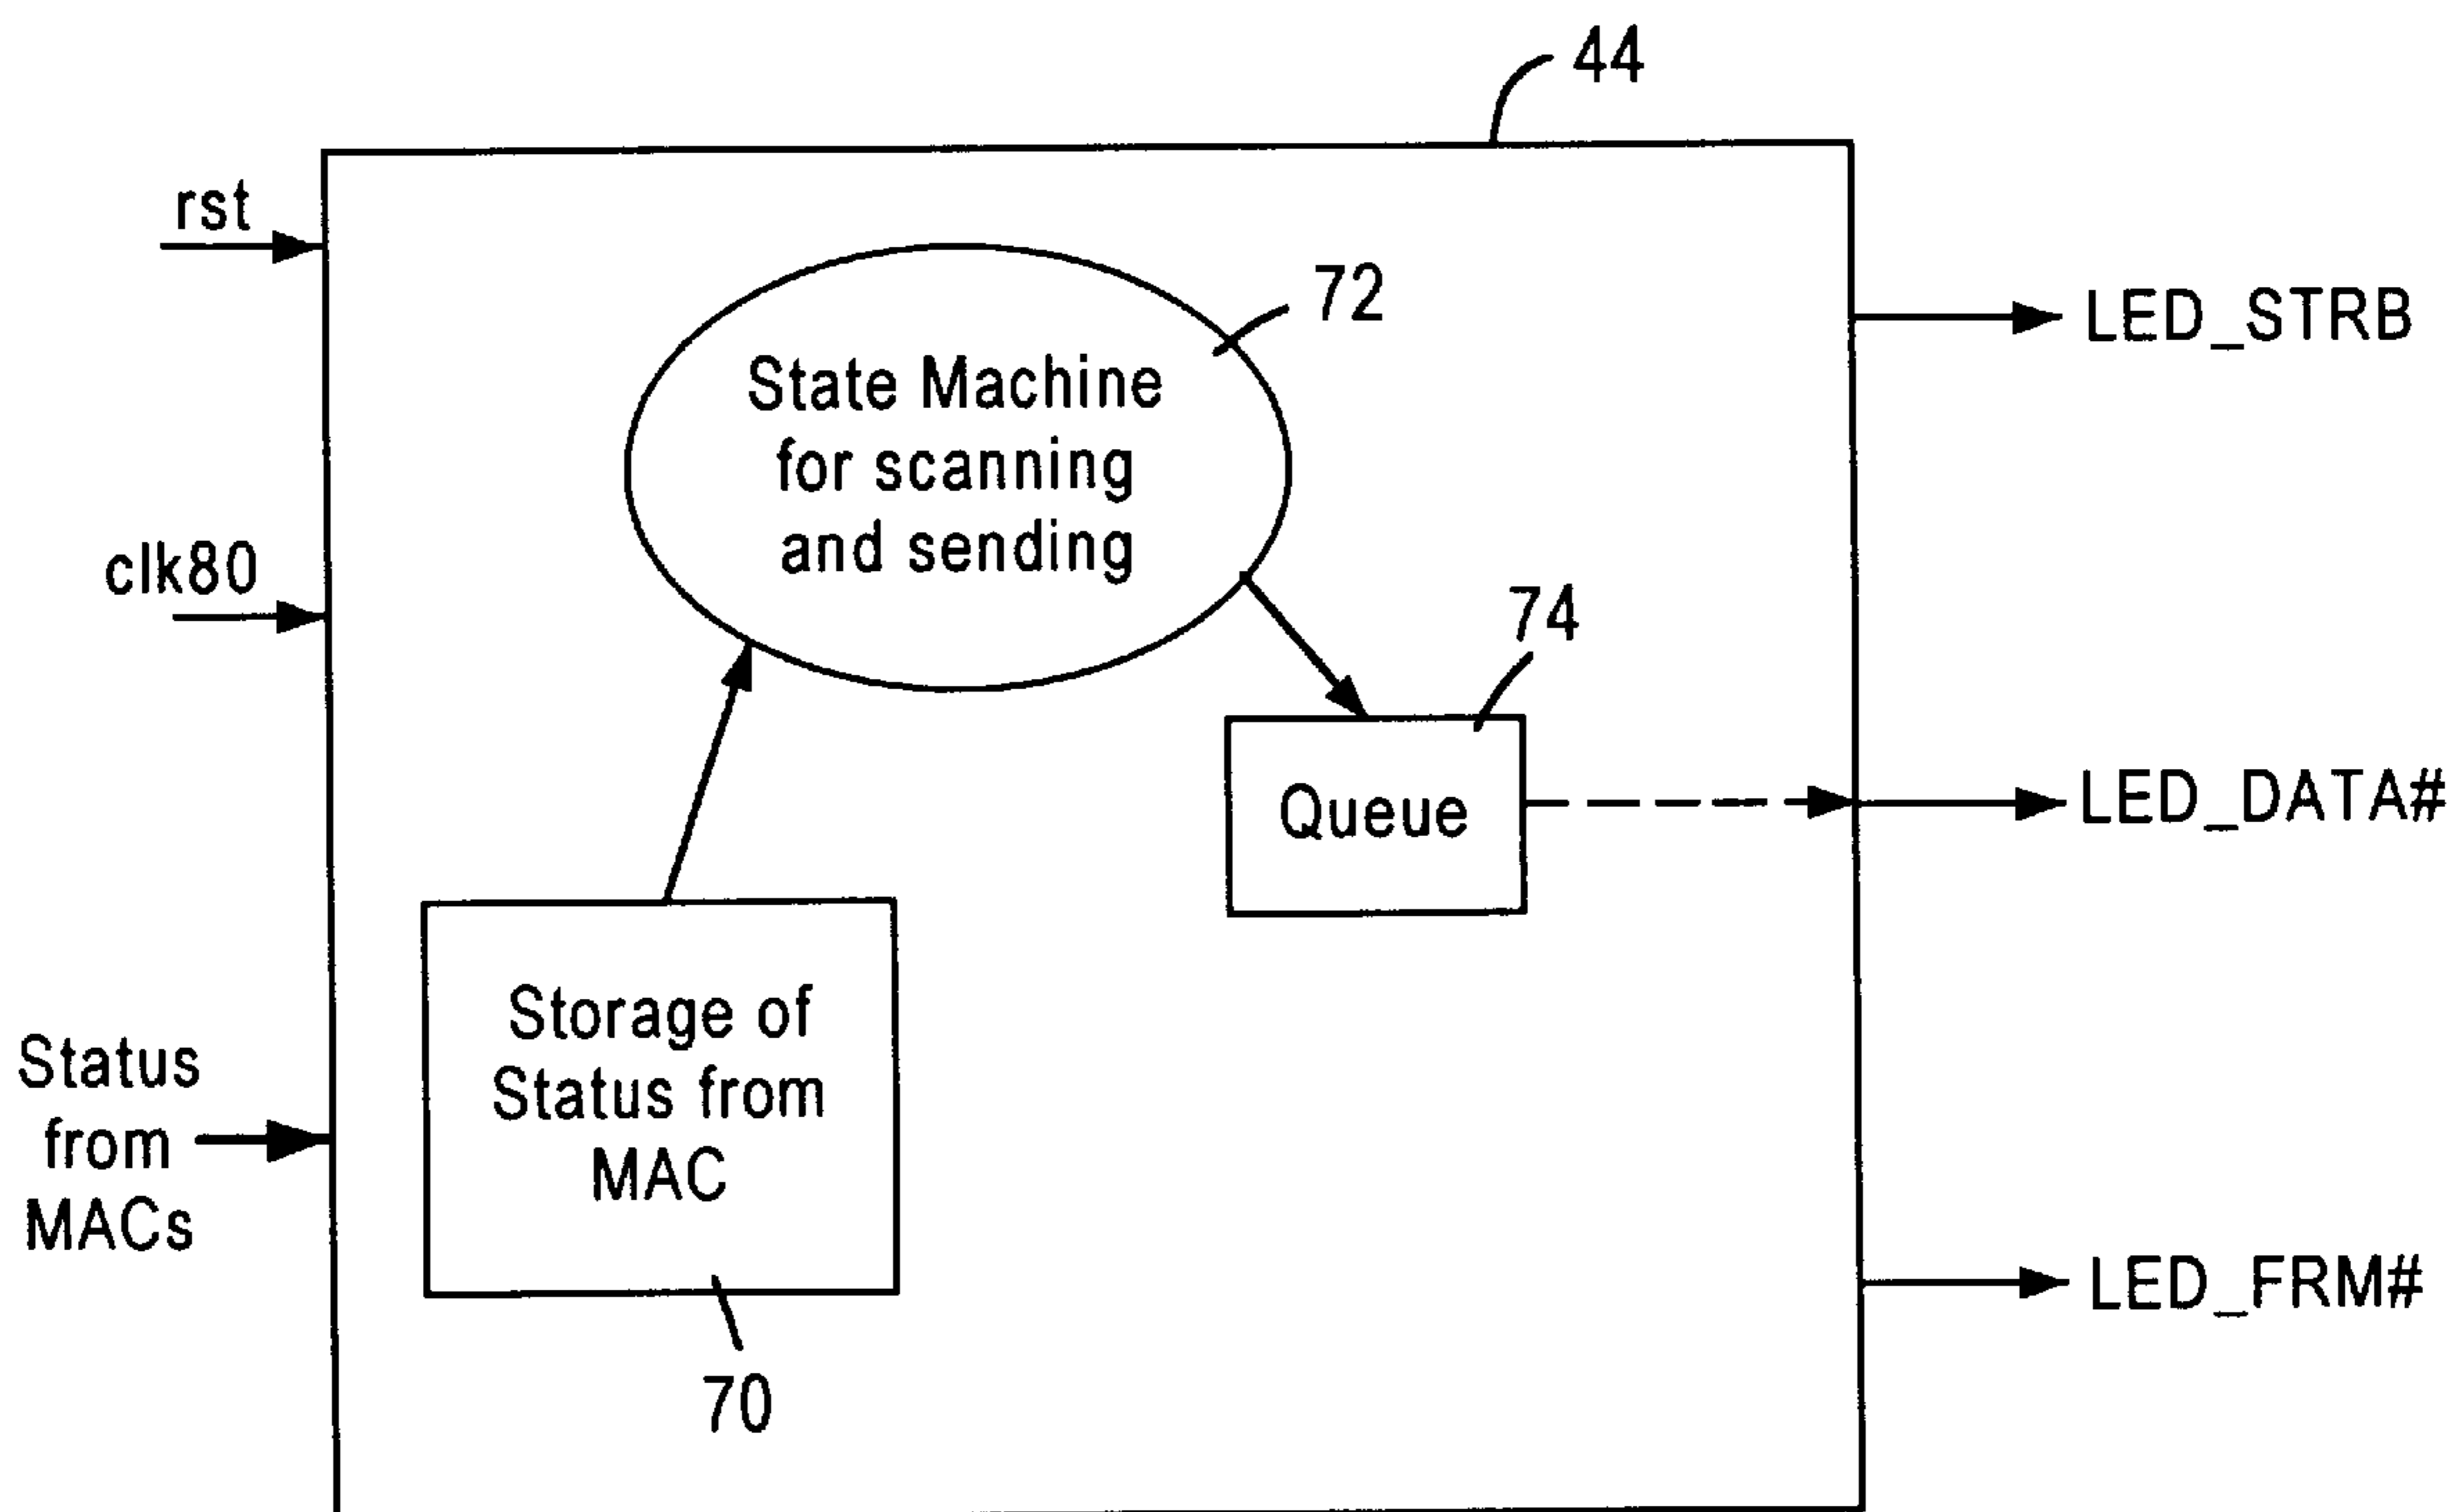 44
rst
72
LED_STRB
State Machine
for scanning
and sending
clk80
74
Queue
LED_DATA#
Storage of
Status from
MAC
Status
from
MACs
LED_FRM#
70